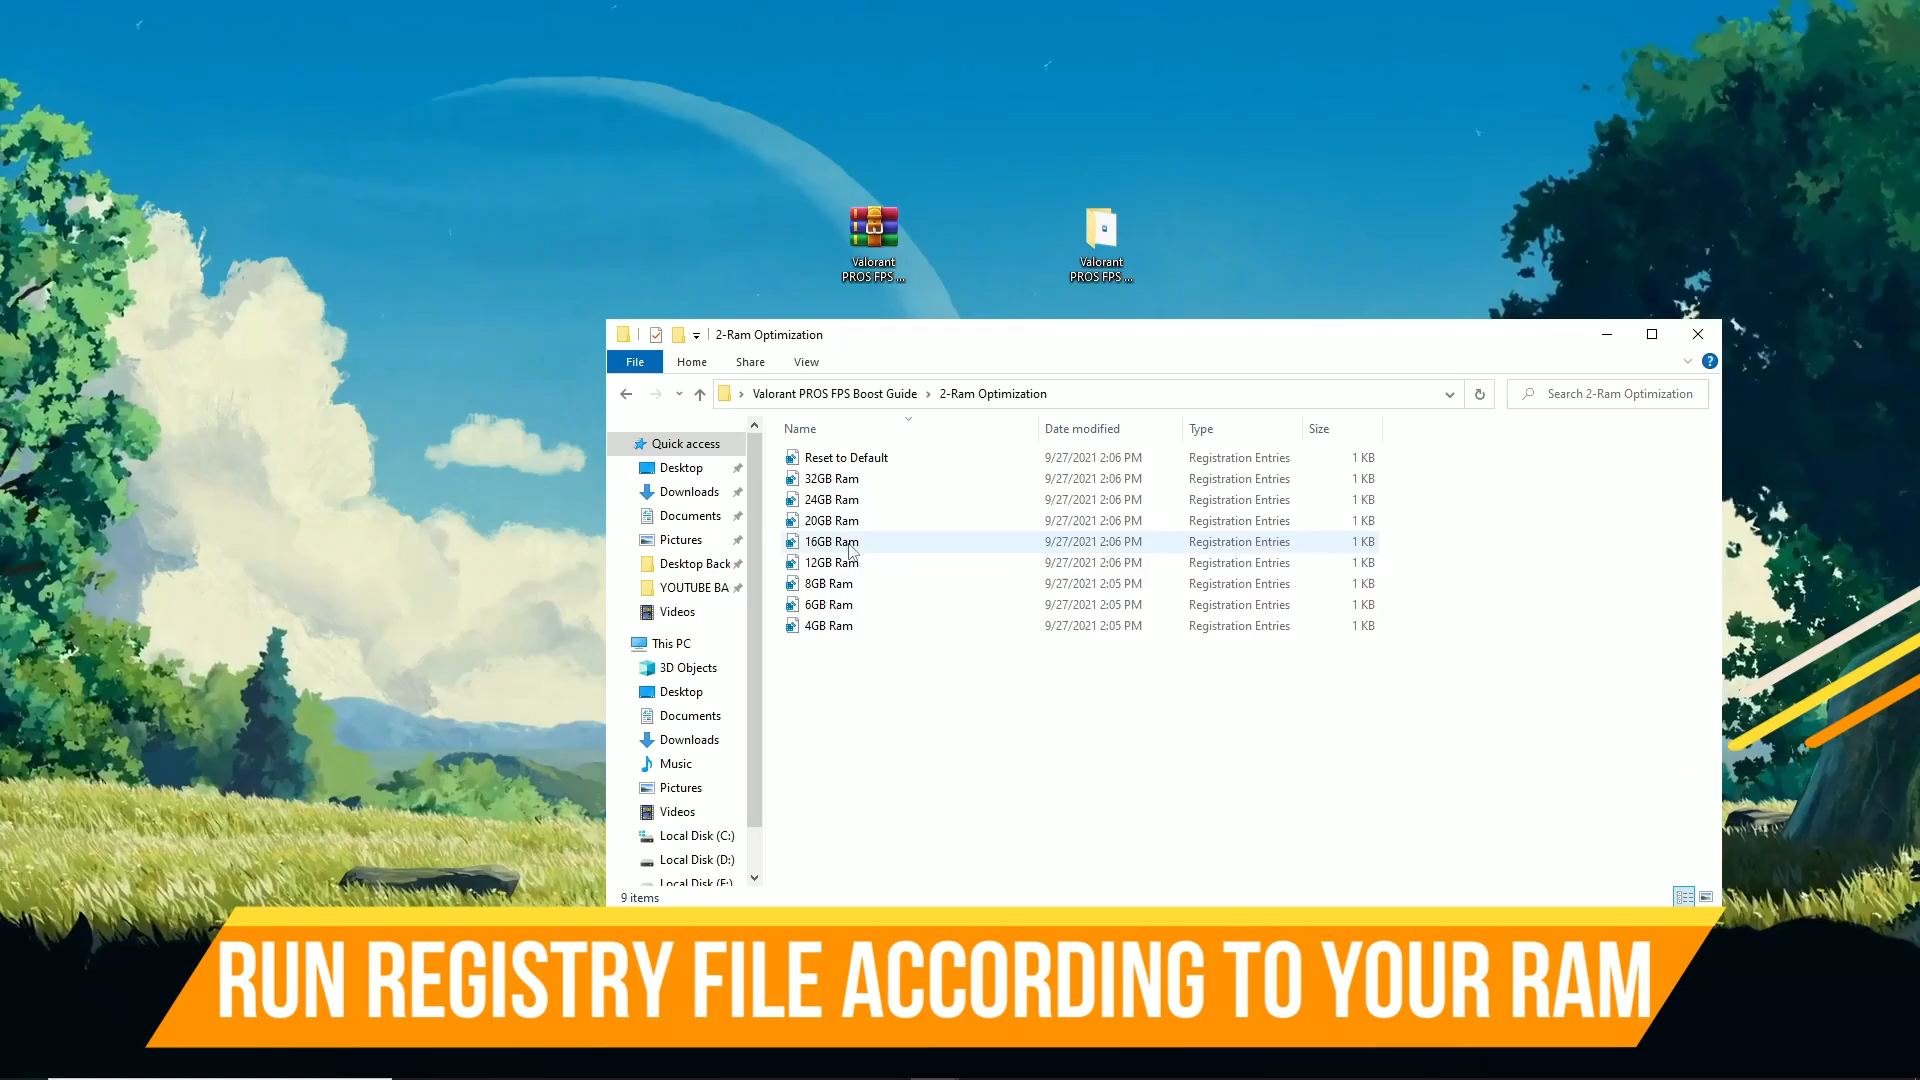 Valorant
PROS FPS ...
Valorant
PROS FPS ...
2-Ram Optimization
File
Home
Share
View
?
Valorant PROS FPS Boost Guide
2-Ram Optimization
Search 2-Ram Optimization
Name
Date modified
Type
Size
Quick access
Desktop
Downloads
Documents
Pictures
Desktop Back
YOUTUBE BA
Videos
This PC
3D Objects
Desktop
Documents
Downloads
Music
Pictures
Videos
Local Disk (C:)
Local Disk (D:)
Local Disk (E:)
Reset to Default 9/27/2021 2:06 PM Registration Entries 1 KB
32GB Ram 9/27/2021 2:06 PM Registration Entries 1 KB
24GB Ram 9/27/2021 2:06 PM Registration Entries 1 KB
20GB Ram 9/27/2021 2:06 PM Registration Entries 1 KB
16GB Ram 9/27/2021 2:06 PM Registration Entries 1 KB
12GB Ram 9/27/2021 2:06 PM Registration Entries 1 KB
8GB Ram 9/27/2021 2:05 PM Registration Entries 1 KB
6GB Ram 9/27/2021 2:05 PM Registration Entries 1 KB
4GB Ram 9/27/2021 2:05 PM Registration Entries 1 KB
9 items
RUN REGISTRY FILE ACCORDING TO YOUR RAM